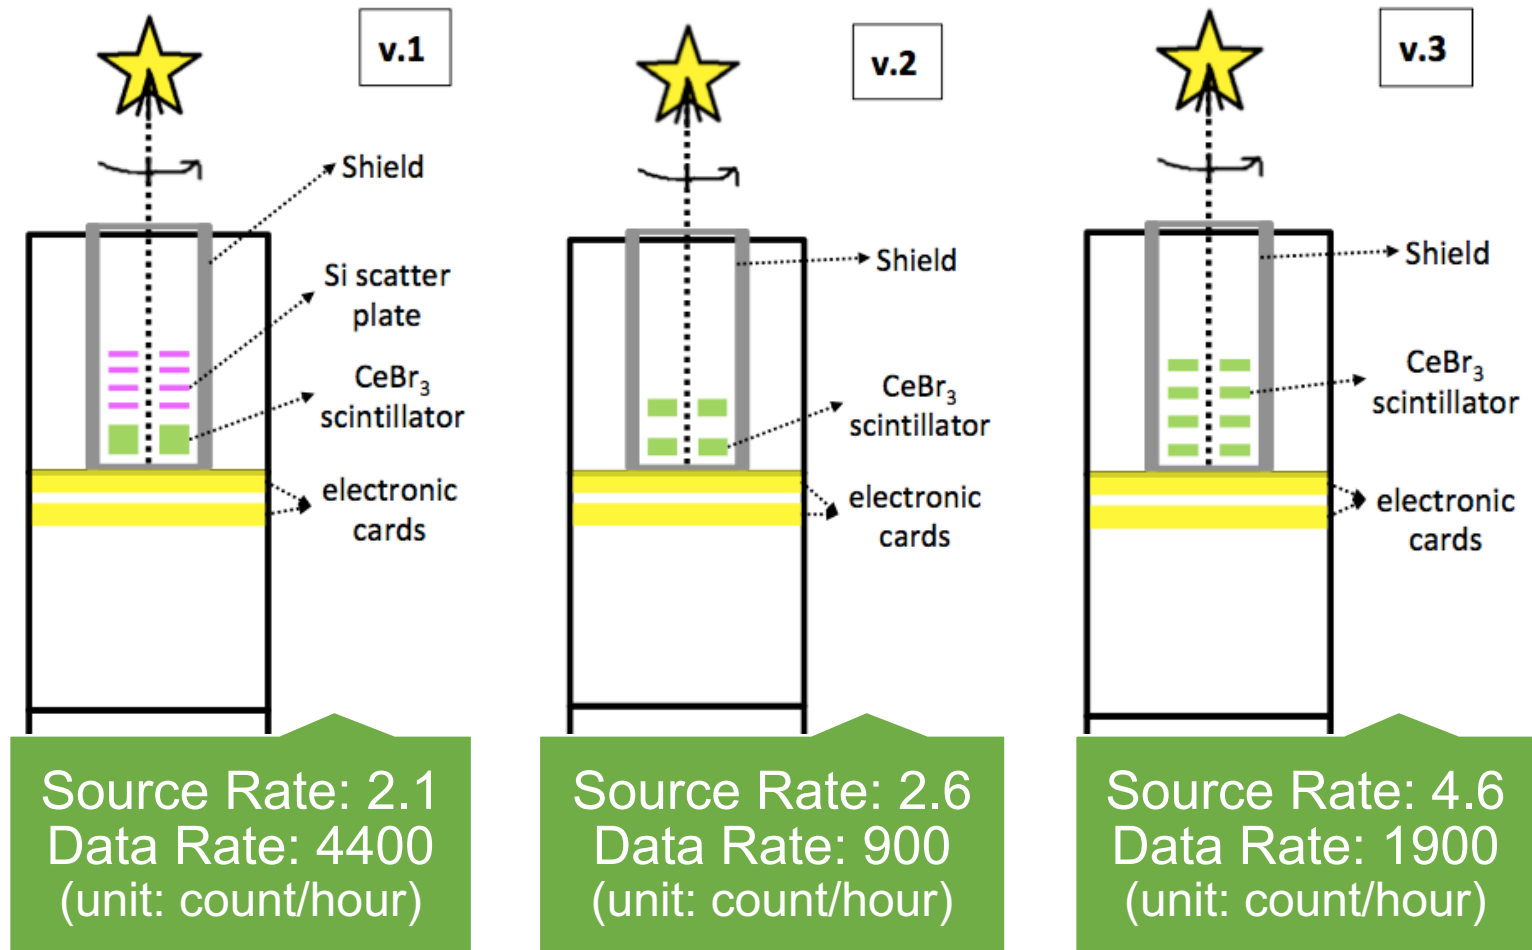 v.1
Shield
Si scatter
plate
CeBr₃
scintillator
electronic
cards
Source Rate: 2.1
Data Rate: 4400
(unit: count/hour)
v.2
Shield
CeBr₃
scintillator
electronic
cards
Source Rate: 2.6
Data Rate: 900
(unit: count/hour)
v.3
Shield
CeBr₃
scintillator
electronic
cards
Source Rate: 4.6
Data Rate: 1900
(unit: count/hour)